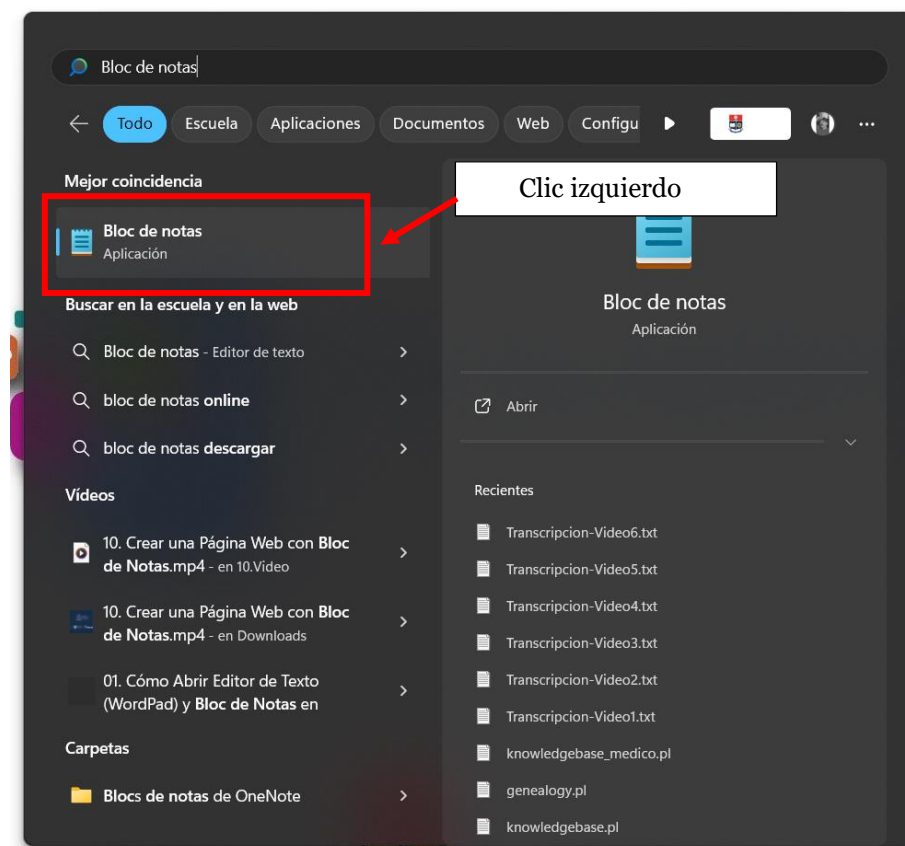 Bloc de notas
Todo Escuela Aplicaciones Documentos Web Configu
Mejor coincidencia
Clic izquierdo
Bloc de notas
Aplicación
Buscar en la escuela y en la web
Bloc de notas - Editor de texto
bloc de notas online
bloc de notas descargar
Vídeos
10. Crear una Página Web con Bloc
de Notas.mp4 - en 10.Video
10. Crear una Página Web con Bloc
de Notas.mp4 - en Downloads
01. Cómo Abrir Editor de Texto
(WordPad) y Bloc de Notas en
Carpetas
Blocs de notas de OneNote
Bloc de notas
Aplicación
Abrir
Recientes
Transcripcion-Video6.txt
Transcripcion-Video5.txt
Transcripcion-Video4.txt
Transcripcion-Video3.txt
Transcripcion-Video2.txt
Transcripcion-Video1.txt
knowledgebase_medico.pl
genealogy.pl
knowledgebase.pl